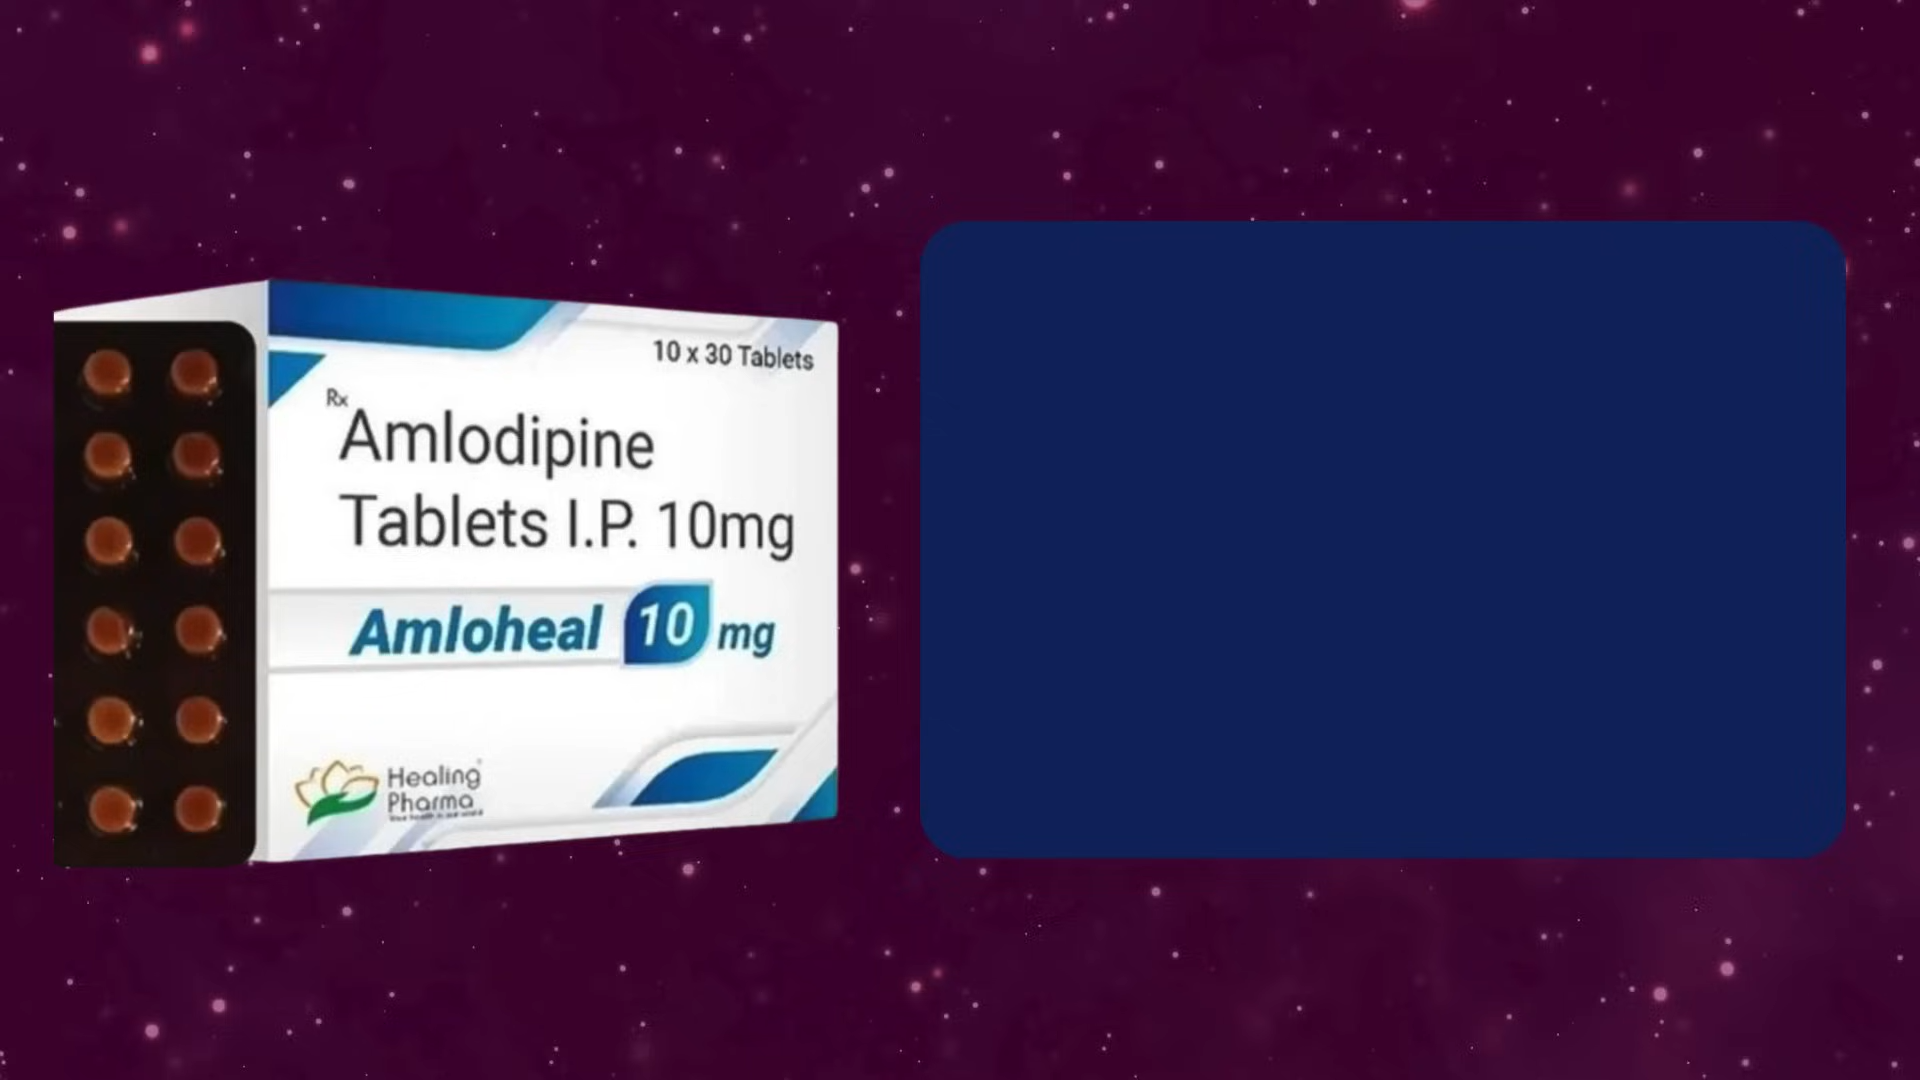 10 x 30 Tablets
Rx
Amlodipine
Tablets I.P. 10mg
Amloheal 10 mg
Healing
Pharma